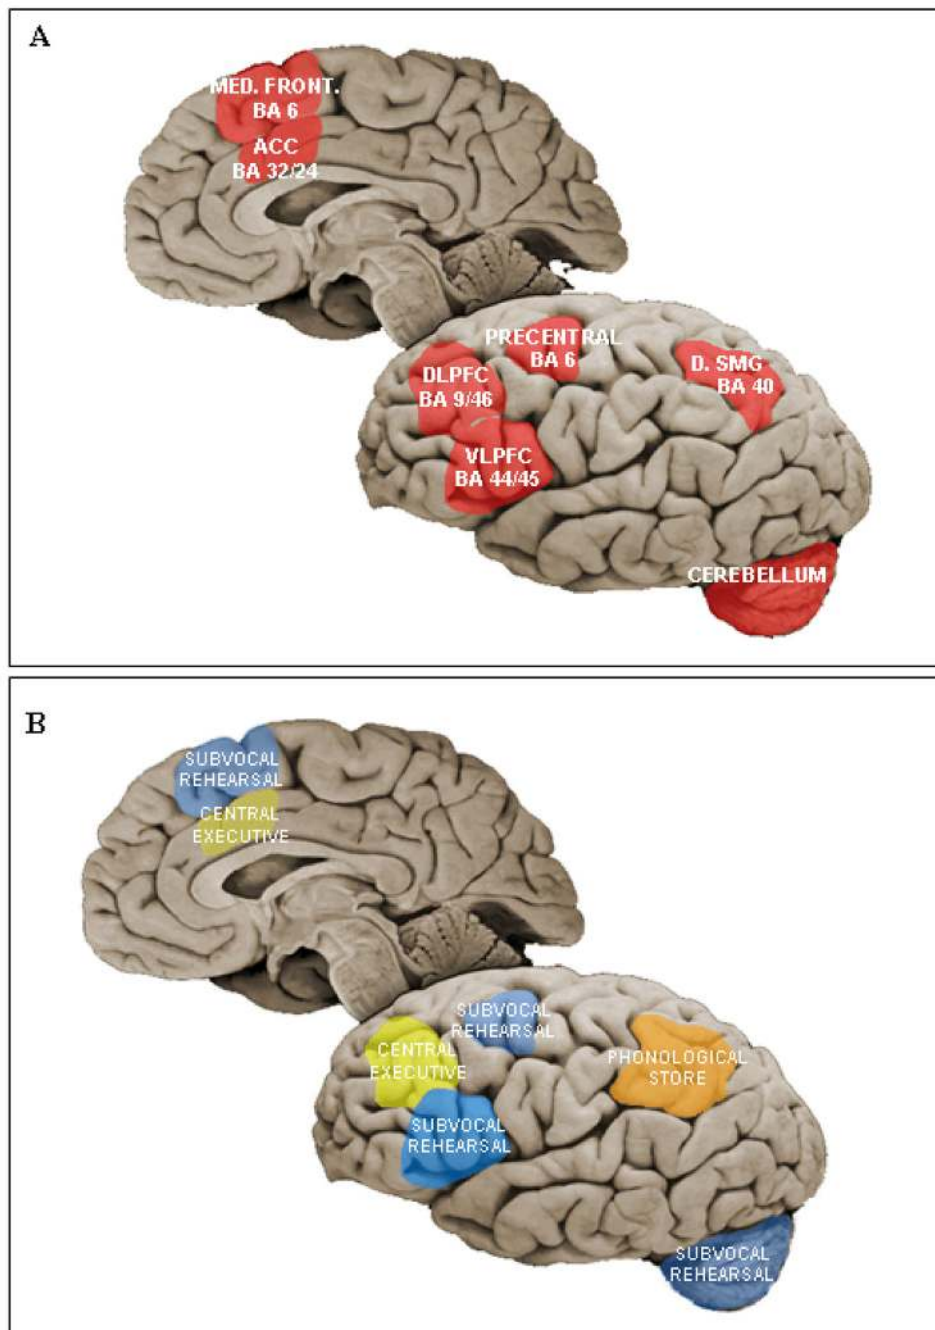 A
MED. FRONT.
BA 6
ACC
BA 32/24
PRECENTRAL
BA 6
DLPFC
BA 9/46
D. SMG
BA 40
VLPFC
BA 44/45
CEREBELLUM
B
SUBVOCAL
REHEARSAL
CENTRAL
EXECUTIVE
SUBVOCAL
REHEARSAL
CENTRAL
EXECUTIVE
PHONOLOGICAL
STORE
SUBVOCAL
REHEARSAL
SUBVOCAL
REHEARSAL